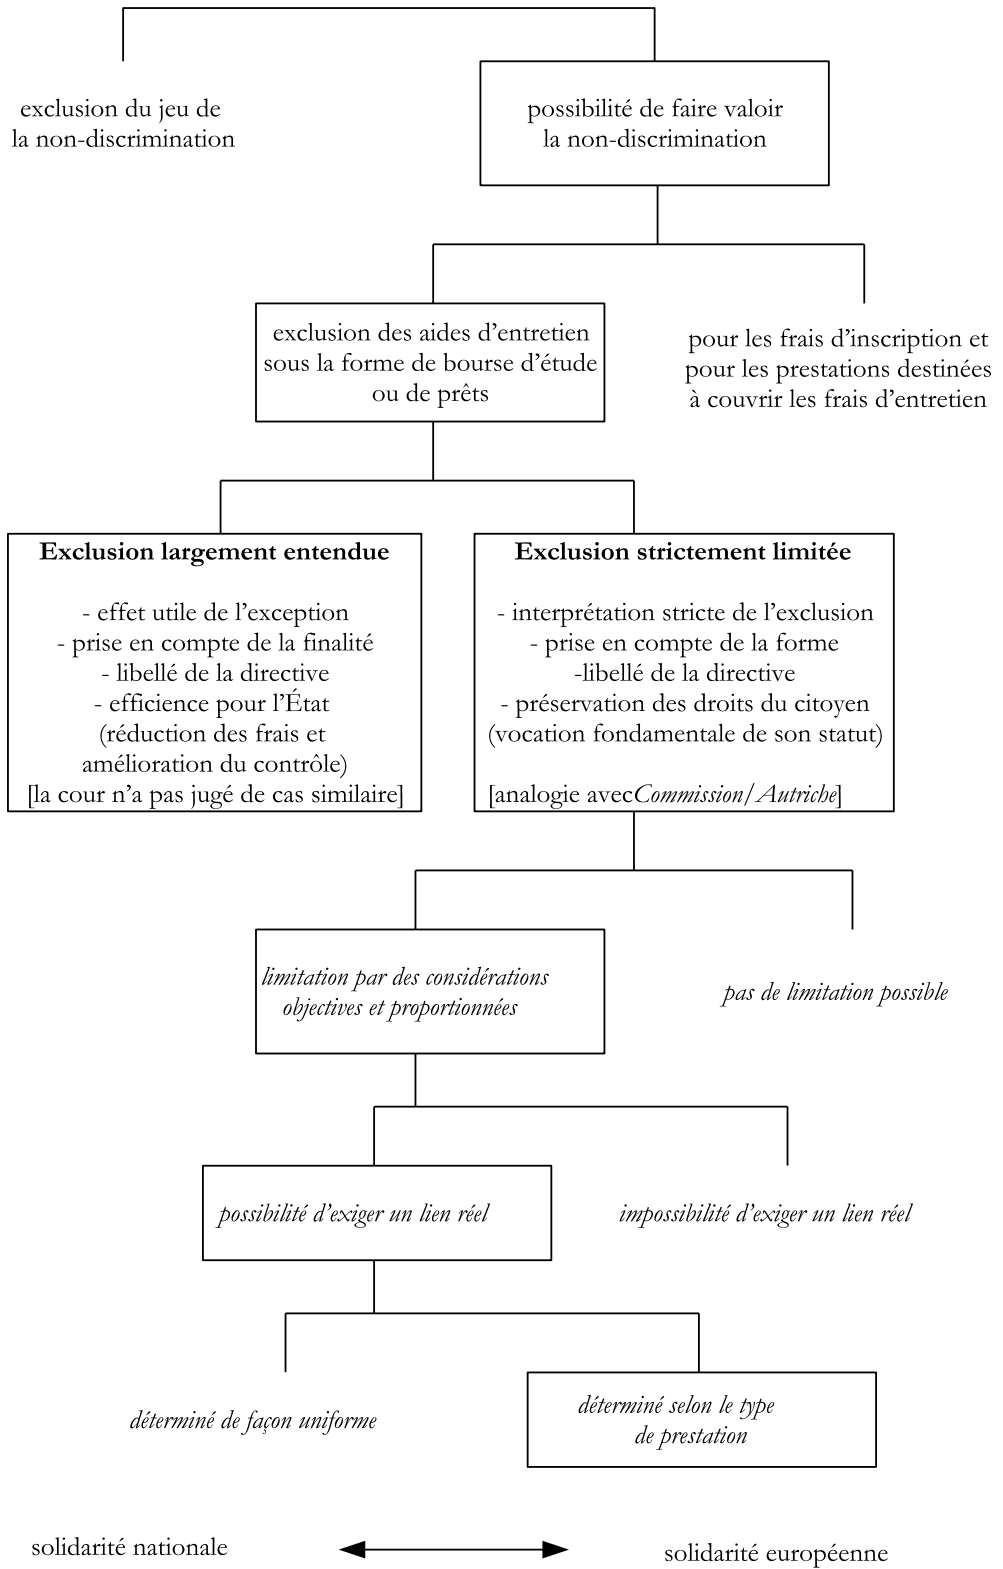 exclusion du jeu de
la non-discrimination
possibilité de faire valoir
la non-discrimination
exclusion des aides d'entretien
sous la forme de bourse d'étude
ou de prêts
pour les frais d'inscription et
pour les prestations destinées
à couvrir les frais d'entretien
Exclusion largement entendue
- effet utile de l'exception
- prise en compte de la finalité
- libellé de la directive
- efficience pour l'État
(réduction des frais et
amélioration du contrôle)
[la cour n'a pas jugé de cas similaire]
Exclusion strictement limitée
- interprétation stricte de l'exclusion
- prise en compte de la forme
-libellé de la directive
- préservation des droits du citoyen
(vocation fondamentale de son statut)
[analogie avecCommission/Autriche]
limitation par des considérations
objectives et proportionnées
pas de limitation possible
possibilité d'exiger un lien réel
impossibilité d'exiger un lien réel
déterminé de façon uniforme
déterminé selon le type
de prestation
solidarité nationale
solidarité européenne